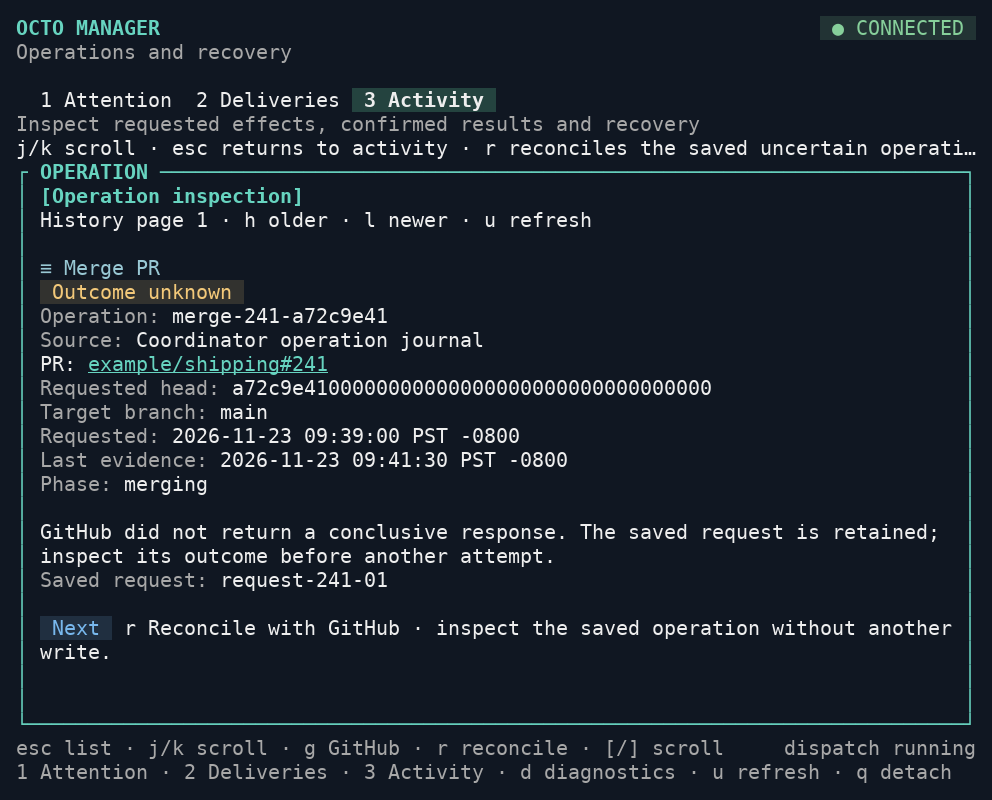 OCTO MANAGER ● CONNECTED
Operations and recovery
1 Attention 2 Deliveries 3 Activity
Inspect requested effects, confirmed results and recovery
j/k scroll · esc returns to activity · r reconciles the saved uncertain operati…
OPERATION
[Operation inspection]
History page 1 · h older · l newer · u refresh
≡ Merge PR
Outcome unknown
Operation: merge-241-a72c9e41
Source: Coordinator operation journal
PR: example/shipping#241
Requested head: a72c9e4100000000000000000000000000000000
Target branch: main
Requested: 2026-11-23 09:39:00 PST -0800
Last evidence: 2026-11-23 09:41:30 PST -0800
Phase: merging
GitHub did not return a conclusive response. The saved request is retained;
inspect its outcome before another attempt.
Saved request: request-241-01
Next r Reconcile with GitHub · inspect the saved operation without another
write.
esc list · j/k scroll · g GitHub · r reconcile · [/] scroll dispatch running
1 Attention · 2 Deliveries · 3 Activity · d diagnostics · u refresh · q detach